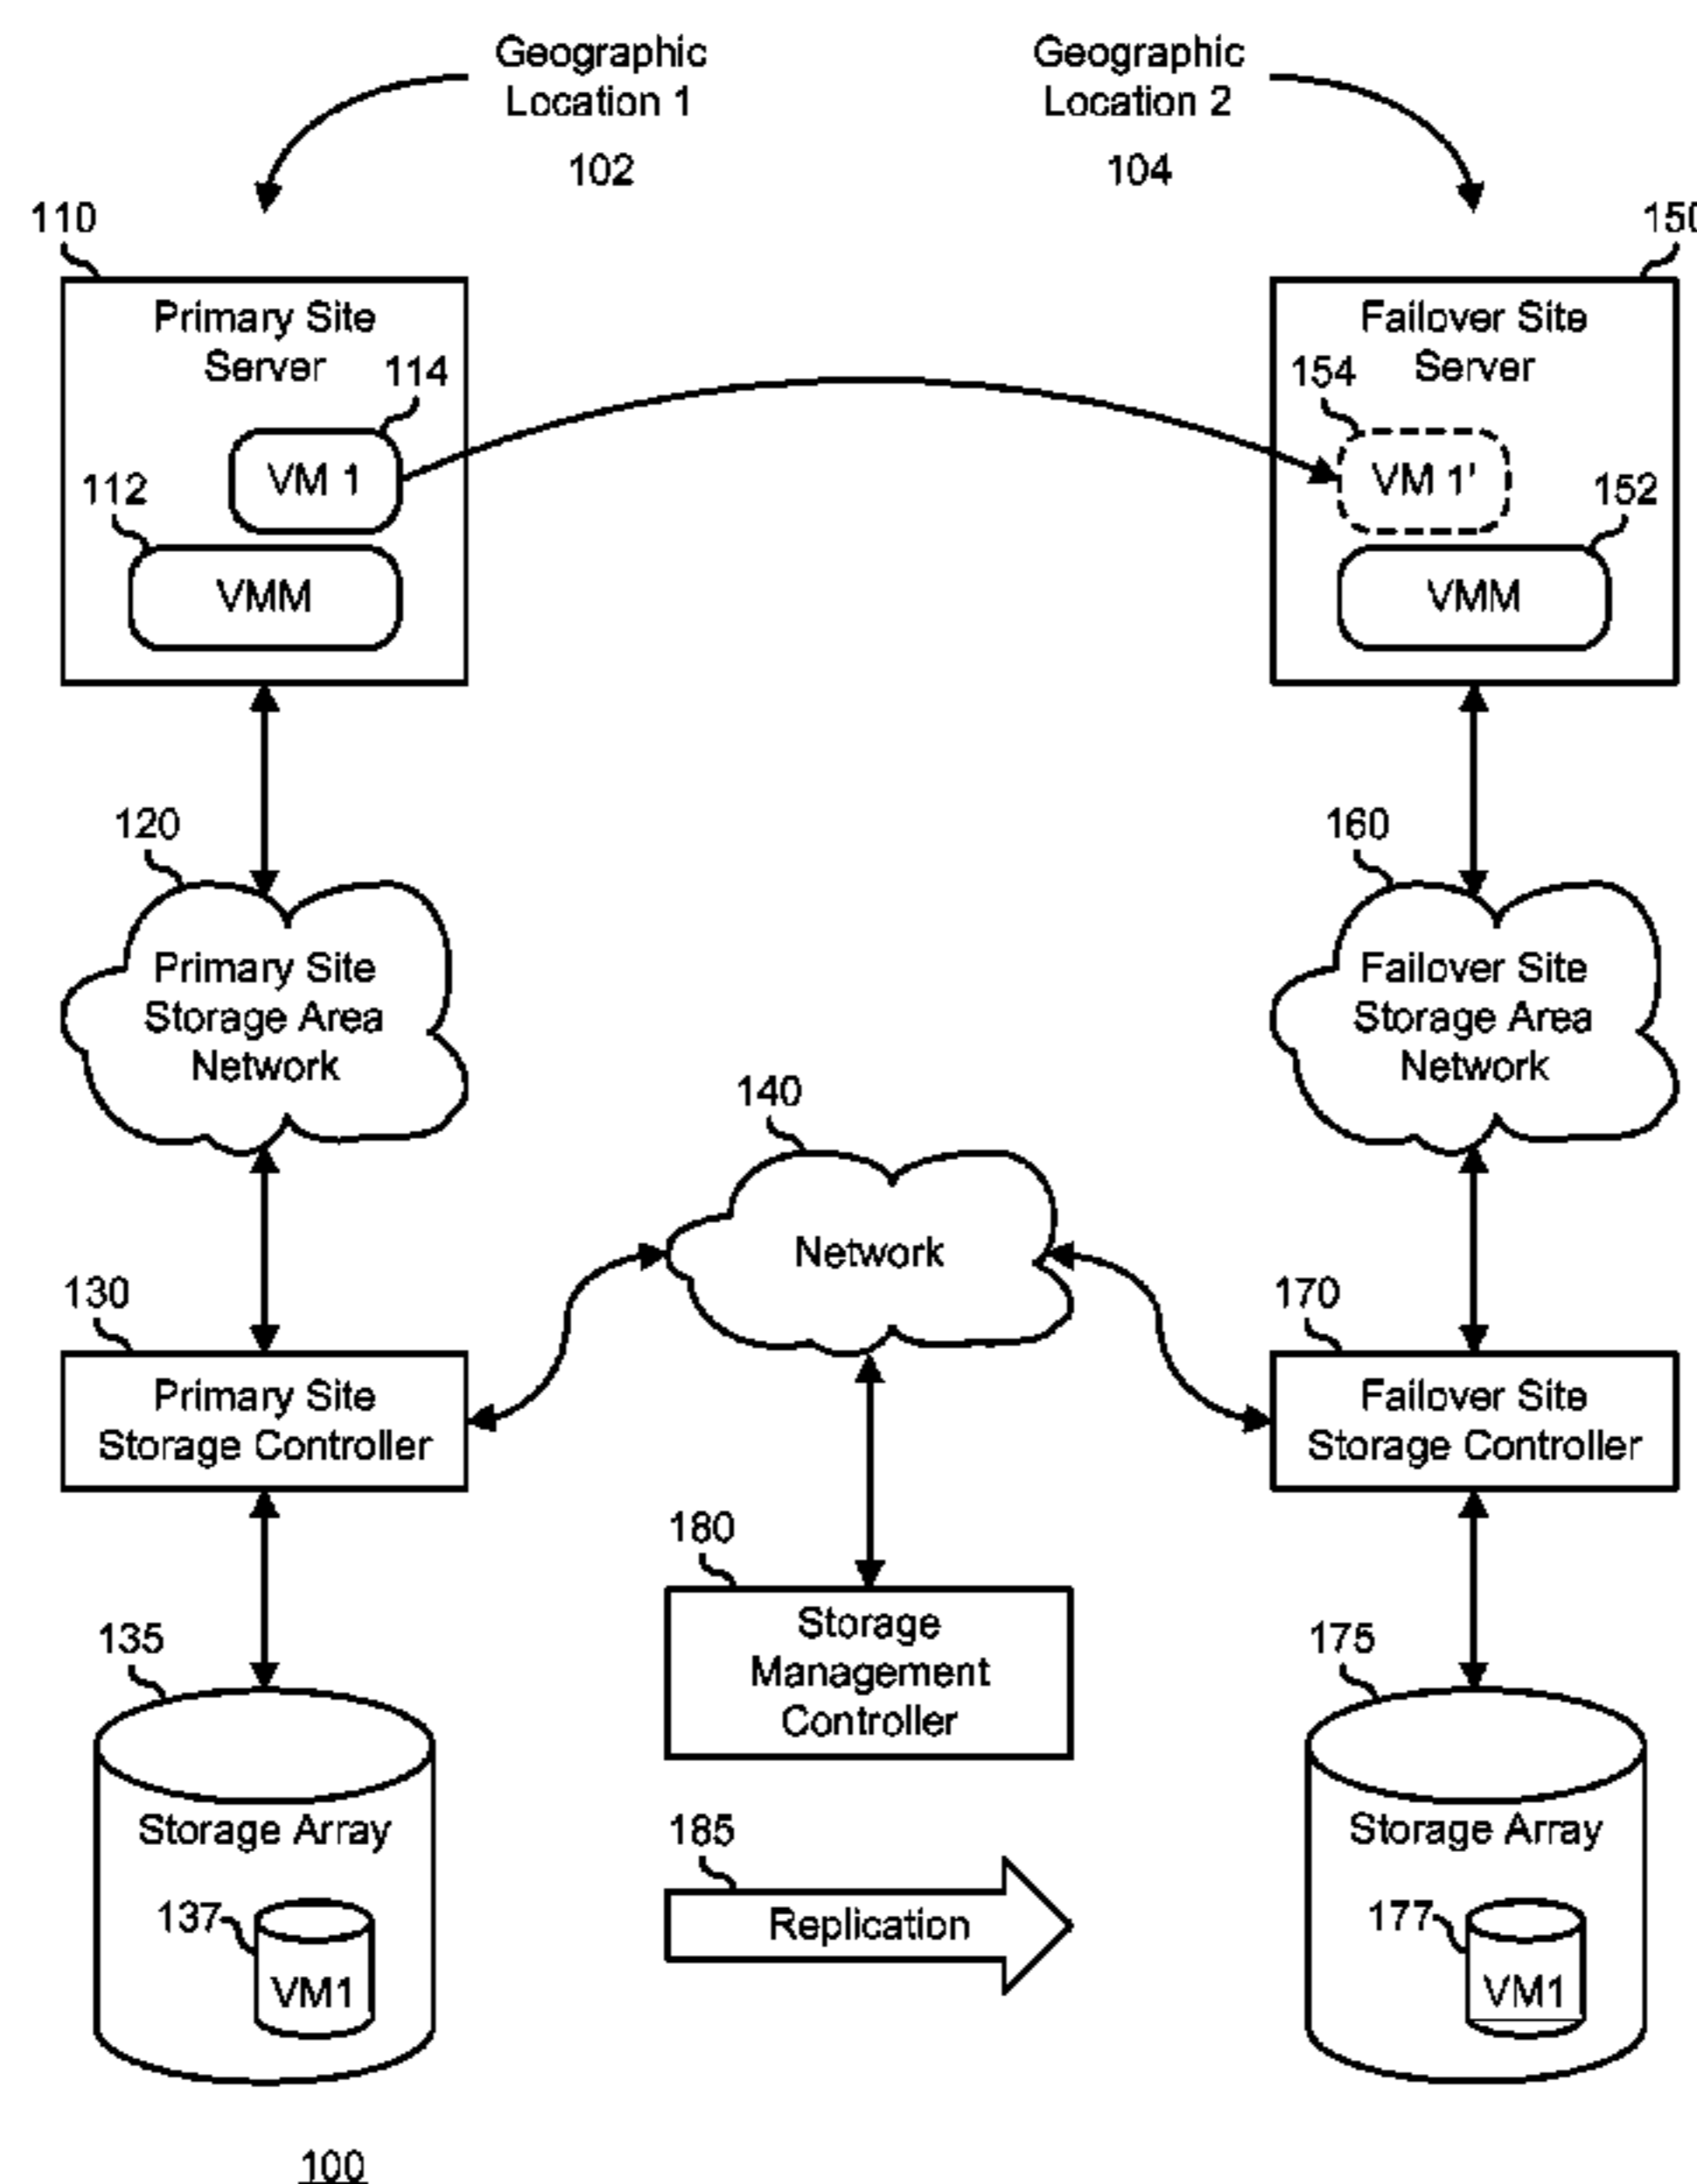 Geographic
Location 1
102
Geographic
Location 2
104
110
Primary Site
Server
114
VM 1
112
VMM
150
Failover Site
Server
154
VM 1'
152
VMM
120
Primary Site
Storage Area
Network
160
Failover Site
Storage Area
Network
140
Network
130
Primary Site
Storage Controller
170
Failover Site
Storage Controller
180
Storage
Management
Controller
135
Storage Array
137
VM1
185
Replication
175
Storage Array
177
VM1
100